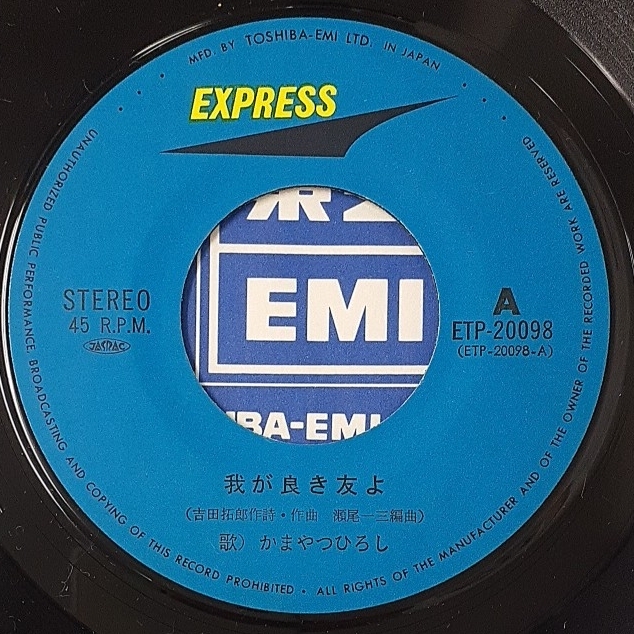 MFD. BY TOSHIBA-EMI LTD. IN JAPAN
EXPRESS
UNAUTHORIZED PUBLIC PERFORMANCE, BROADCASTING AND COPYING OF THIS RECORD PROHIBITED • ALL RIGHTS OF THE MANUFACTURER AND OF THE OWNER OF THE RECORDED WORK ARE RESERVED
EMI
BA-EMI
STEREO
45 R.P.M.
JASRAC
A
ETP-20098
(ETP-20098-A)
我が良き友よ
(吉田拓郎作詩・作曲 瀬尾一三編曲)
歌) かまやつひろし